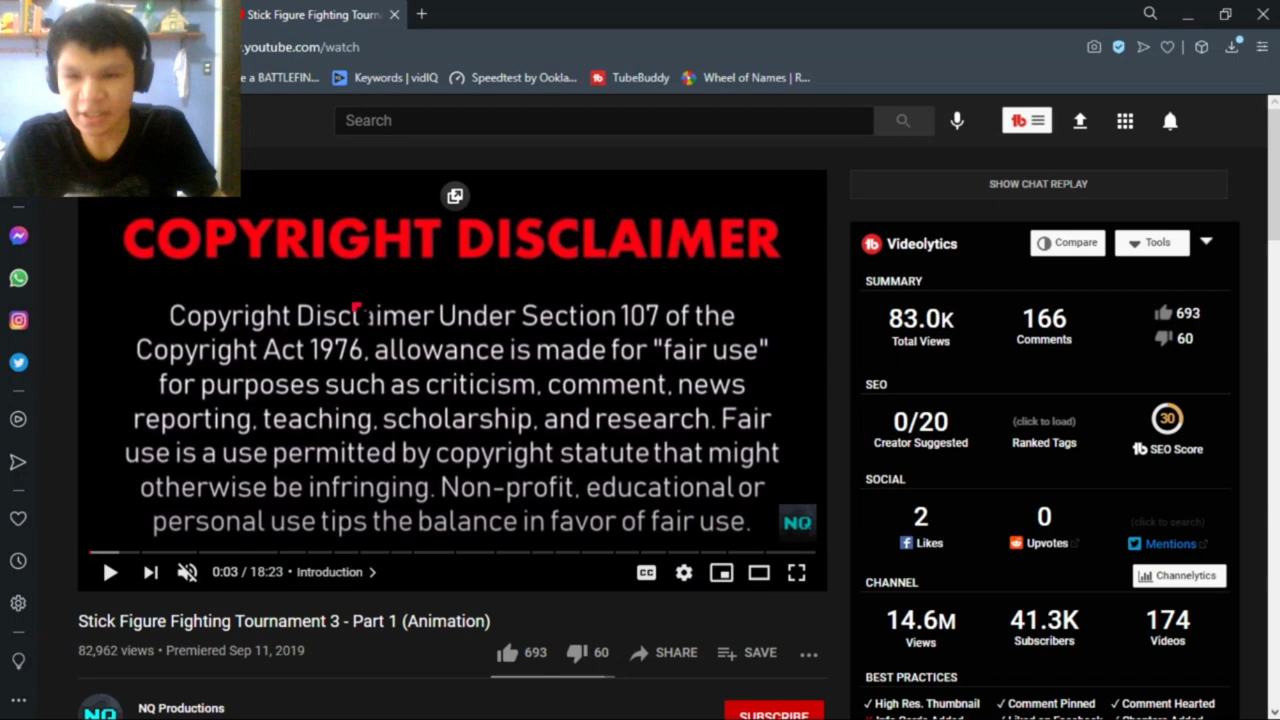 Stick Figure Fighting Tourn
.youtube.com/watch
e a BATTLEFIN...
Keywords | vidIQ
Speedtest by Ookla...
TubeBuddy
Wheel of Names | R...
Search
SHOW CHAT REPLAY
COPYRIGHT DISCLAIMER
Copyright Disclaimer Under Section 107 of the
Copyright Act 1976, allowance is made for "fair use"
for purposes such as criticism, comment, news
reporting, teaching, scholarship, and research. Fair
use is a use permitted by copyright statute that might
otherwise be infringing. Non-profit, educational or
personal use tips the balance in favor of fair use.
NQ
0:03 / 18:23 • Introduction
CC
Stick Figure Fighting Tournament 3 - Part 1 (Animation)
82,962 views • Premiered Sep 11, 2019
693
60
SHARE
SAVE
NQ
NQ Productions
SUBSCRIBE
tb
tb Videolytics
Compare
Tools
SUMMARY
83.0K
Total Views
166
Comments
693
60
SEO
0/20
Creator Suggested
(click to load)
Ranked Tags
30
tb SEO Score
SOCIAL
2
Likes
0
Upvotes
(click to search)
Mentions
CHANNEL
Channelytics
14.6M
Views
41.3K
Subscribers
174
Videos
BEST PRACTICES
✓ High Res. Thumbnail
✓ Comment Pinned
✓ Comment Hearted